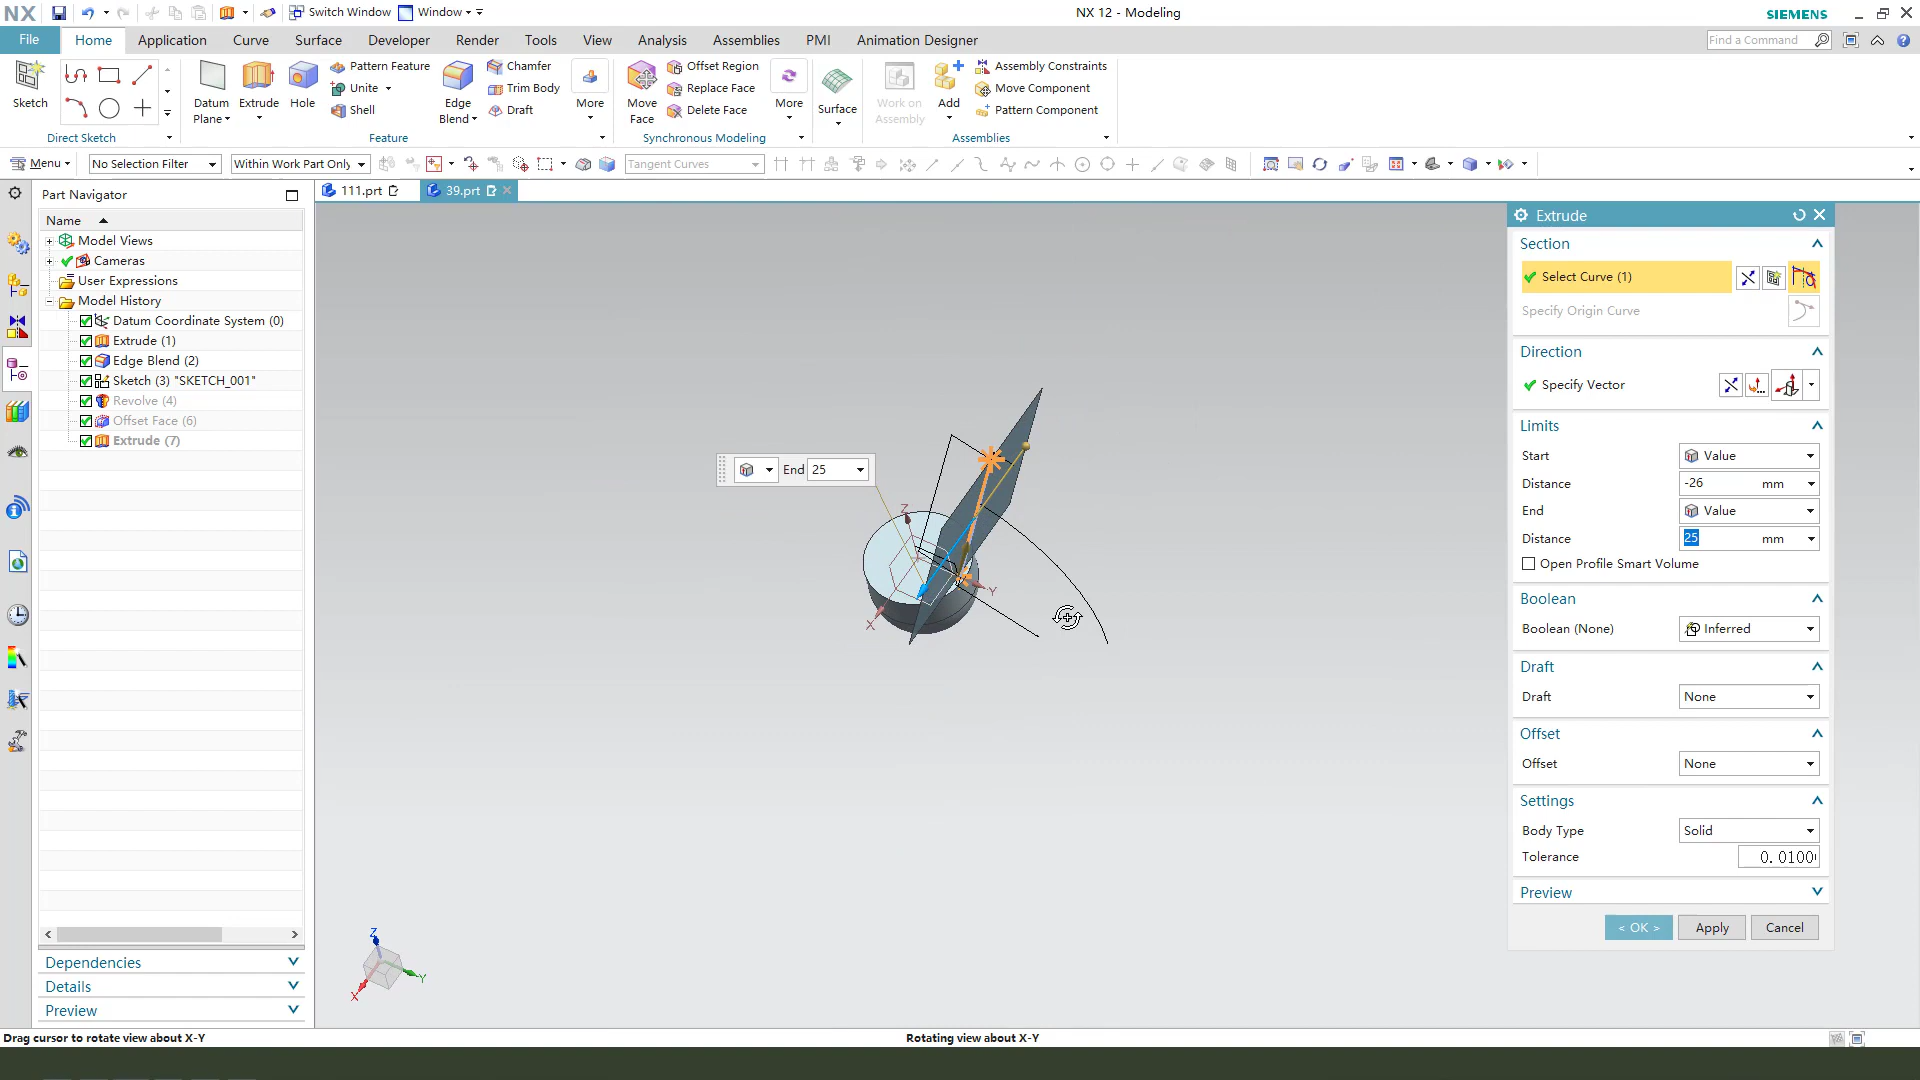 NX
Switch Window
Window
NX 12 - Modeling
SIEMENS
File
Home
Application
Curve
Surface
Developer
Render
Tools
View
Analysis
Assemblies
PMI
Animation Designer
Find a Command
Sketch
Datum Plane
Extrude
Hole
Pattern Feature
Unite
Shell
Edge Blend
Chamfer
Trim Body
Draft
More
Move Face
Offset Region
Replace Face
Delete Face
More
Surface
Work on Assembly
Add
Assembly Constraints
Move Component
Pattern Component
Direct Sketch
Feature
Synchronous Modeling
Assemblies
Menu
No Selection Filter
Within Work Part Only
Tangent Curves
Part Navigator
111.prt
39.prt
Name
Model Views
Cameras
User Expressions
Model History
Datum Coordinate System (0)
Extrude (1)
Edge Blend (2)
Sketch (3) "SKETCH_001"
Revolve (4)
Offset Face (6)
Extrude (7)
Dependencies
Details
Preview
End 25
Z
Y
X
Z
Y
X
Extrude
Section
Select Curve (1)
Specify Origin Curve
Direction
Specify Vector
Limits
Start Value
Distance -26 mm
End Value
Distance 25 mm
Open Profile Smart Volume
Boolean
Boolean (None) Inferred
Draft
Draft None
Offset
Offset None
Settings
Body Type Solid
Tolerance 0.0100
Preview
< OK >
Apply
Cancel
Drag cursor to rotate view about X-Y
Rotating view about X-Y